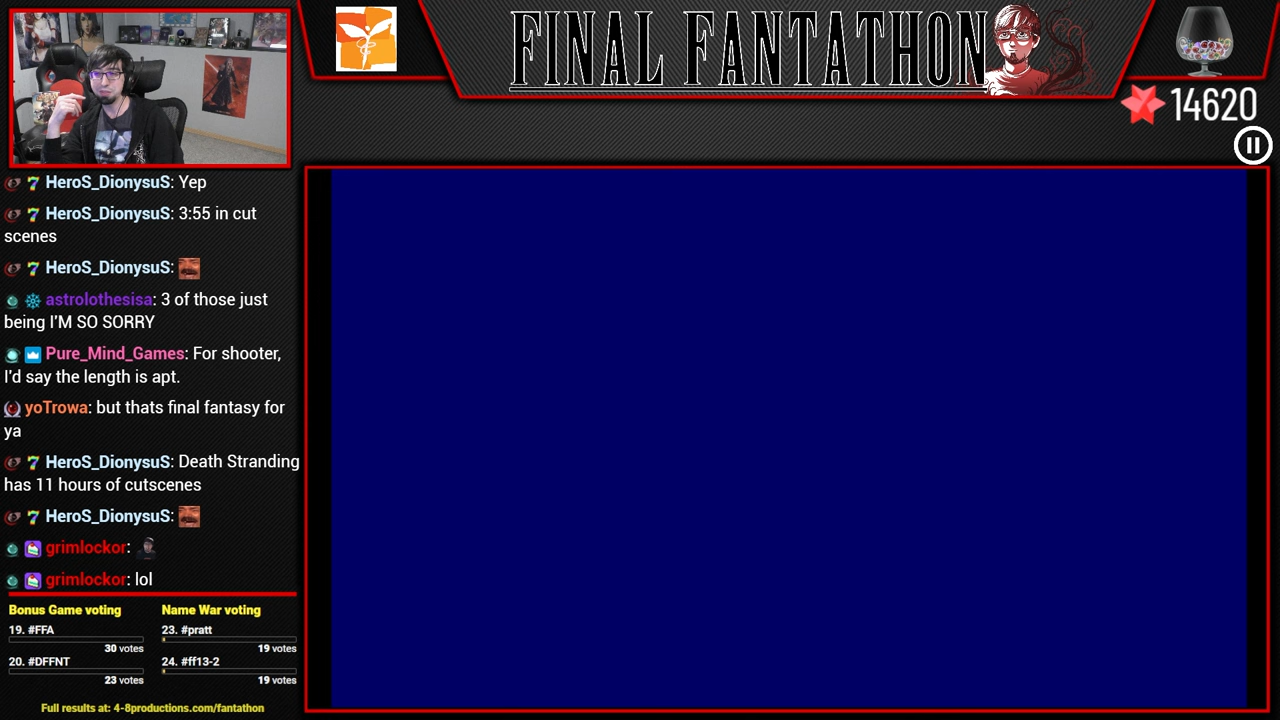 FINAL FANTATHON
14620
HeroS_DionysuS: Yep
HeroS_DionysuS: 3:55 in cut
scenes
HeroS_DionysuS:
astrolothesisa: 3 of those just
being I'M SO SORRY
Pure_Mind_Games: For shooter,
I'd say the length is apt.
yoTrowa: but thats final fantasy for
ya
HeroS_DionysuS: Death Stranding
has 11 hours of cutscenes
HeroS_DionysuS:
grimlockor:
grimlockor: lol
Bonus Game voting
19. #FFA
30 votes
20. #DFFNT
23 votes
Name War voting
23. #pratt
19 votes
24. #ff13-2
19 votes
Full results at: 4-8productions.com/fantathon